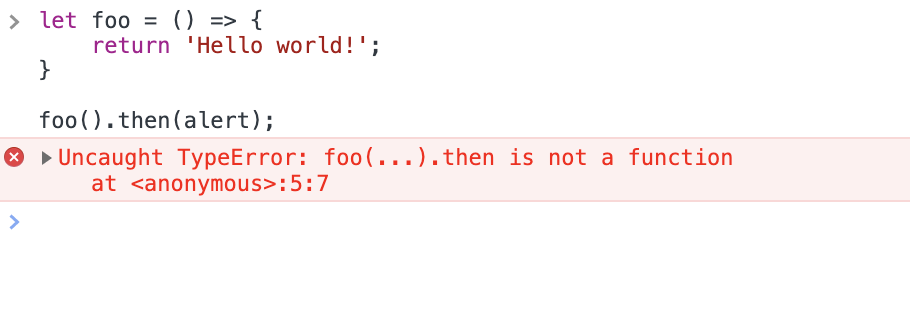 let foo = () => {
    return 'Hello world!';
}
foo().then(alert);
Uncaught TypeError: foo(...).then is not a function
    at <anonymous>:5:7